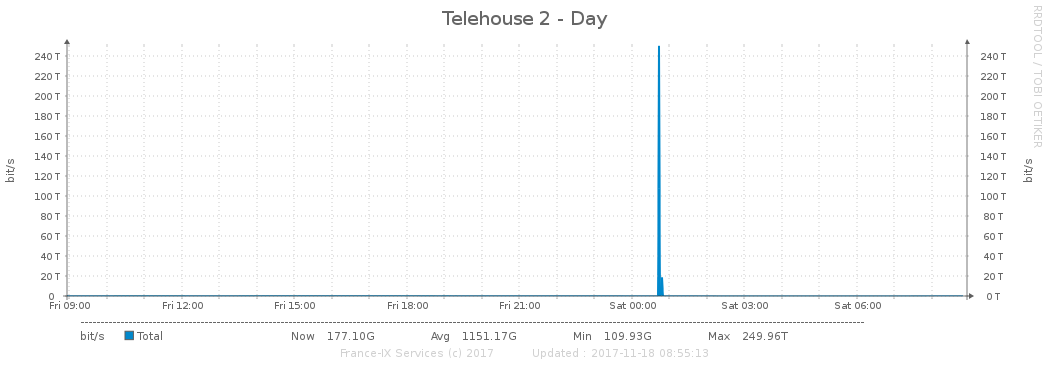 Telehouse 2 - Day
RRDTOOL / TOBI OETIKER
bit/s
240 T 240 T
220 T 220 T
200 T 200 T
180 T 180 T
160 T 160 T
140 T 140 T
120 T 120 T
100 T 100 T
80 T 80 T
60 T 60 T
40 T 40 T
20 T 20 T
0 0 T
bit/s
Fri 09:00 Fri 12:00 Fri 15:00 Fri 18:00 Fri 21:00 Sat 00:00 Sat 03:00 Sat 06:00
bit/s Total Now 177.10G Avg 1151.17G Min 109.93G Max 249.96T
France-IX Services (c) 2017 Updated : 2017-11-18 08:55:13